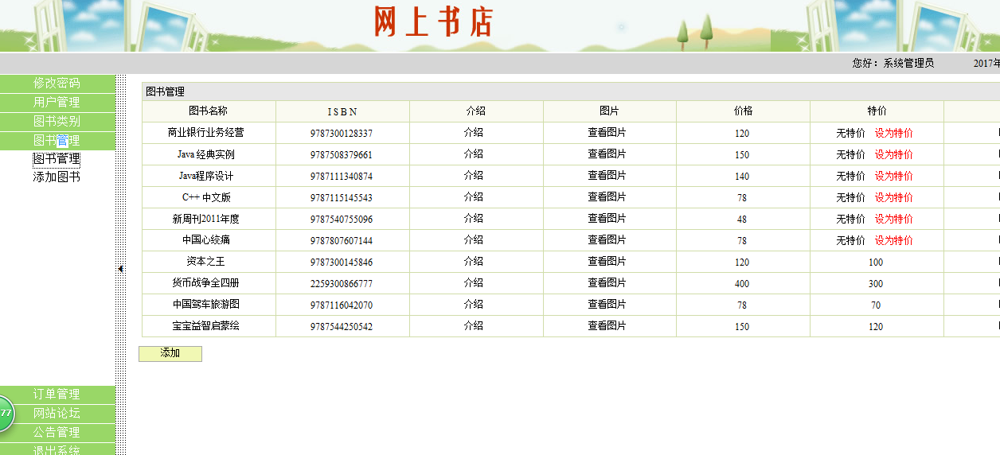 网上书店
您好：系统管理员 2017年
修改密码
用户管理
图书类别
图书管理
图书管理
添加图书
订单管理
网站论坛
公告管理
退出系统
77
图书管理
图书名称 ISBN 介绍 图片 价格 特价
商业银行业务经营 9787300128337 介绍 查看图片 120 无特价 设为特价
Java 经典实例 9787508379661 介绍 查看图片 150 无特价 设为特价
Java程序设计 9787111340874 介绍 查看图片 140 无特价 设为特价
C++ 中文版 9787115145543 介绍 查看图片 78 无特价 设为特价
新周刊2011年度 9787540755096 介绍 查看图片 48 无特价 设为特价
中国心绞痛 9787807607144 介绍 查看图片 78 无特价 设为特价
资本之王 9787300145846 介绍 查看图片 120 100
货币战争全四册 2259300866777 介绍 查看图片 400 300
中国驾车旅游图 9787116042070 介绍 查看图片 78 70
宝宝益智启蒙绘 9787544250542 介绍 查看图片 150 120
添加